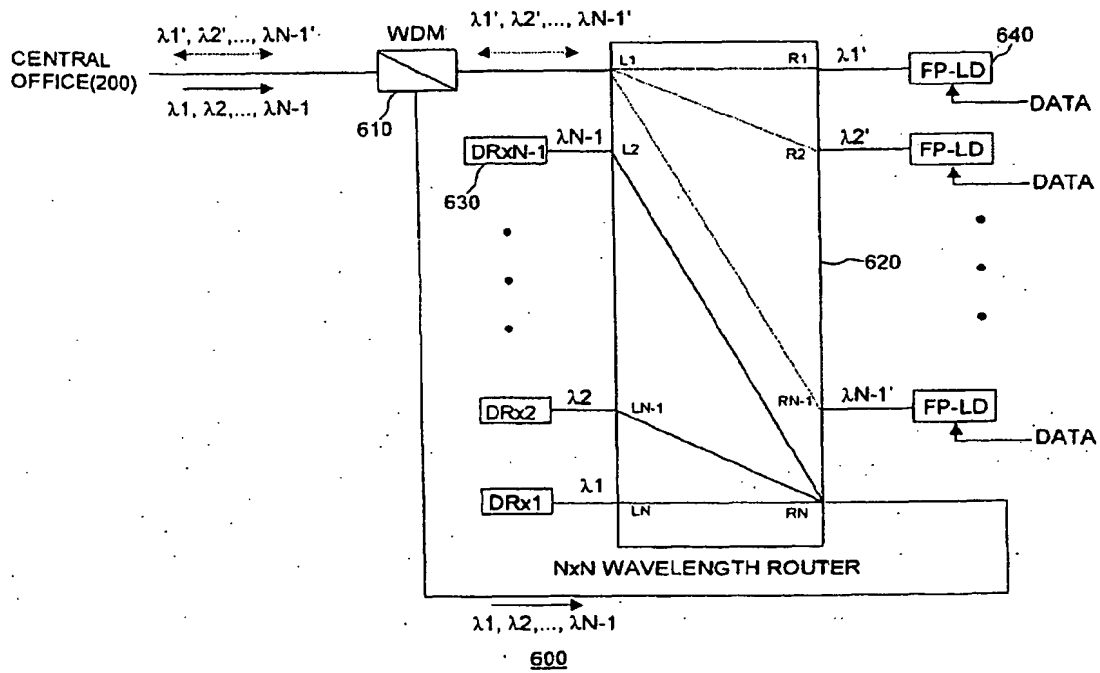 λ1', λ2',..., λN-1'
WDM
λ1', λ2',..., λN-1'
CENTRAL
OFFICE(200)
λ1, λ2,..., λN-1
610
L1
R1
λ1'
FP-LD
640
DATA
DRxN-1
λN-1
630
L2
R2
λ2'
FP-LD
DATA
620
DRx2
λ2
LN-1
RN-1
λN-1'
FP-LD
DATA
DRx1
λ1
LN
RN
NxN WAVELENGTH ROUTER
λ1, λ2,..., λN-1
600